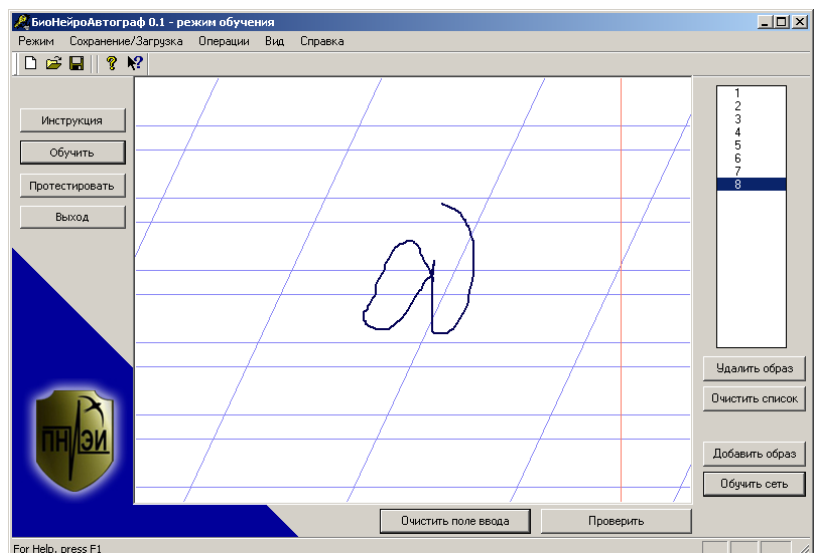 БиоНейроАвтограф 0.1 - режим обучения
Режим Сохранение/Загрузка Операции Вид Справка
Инструкция
Обучить
Протестировать
Выход
ПНИЭИ
а
1
2
3
4
5
6
7
8
Удалить образ
Очистить список
Добавить образ
Обучить сеть
Очистить поле ввода
Проверить
For Help, press F1